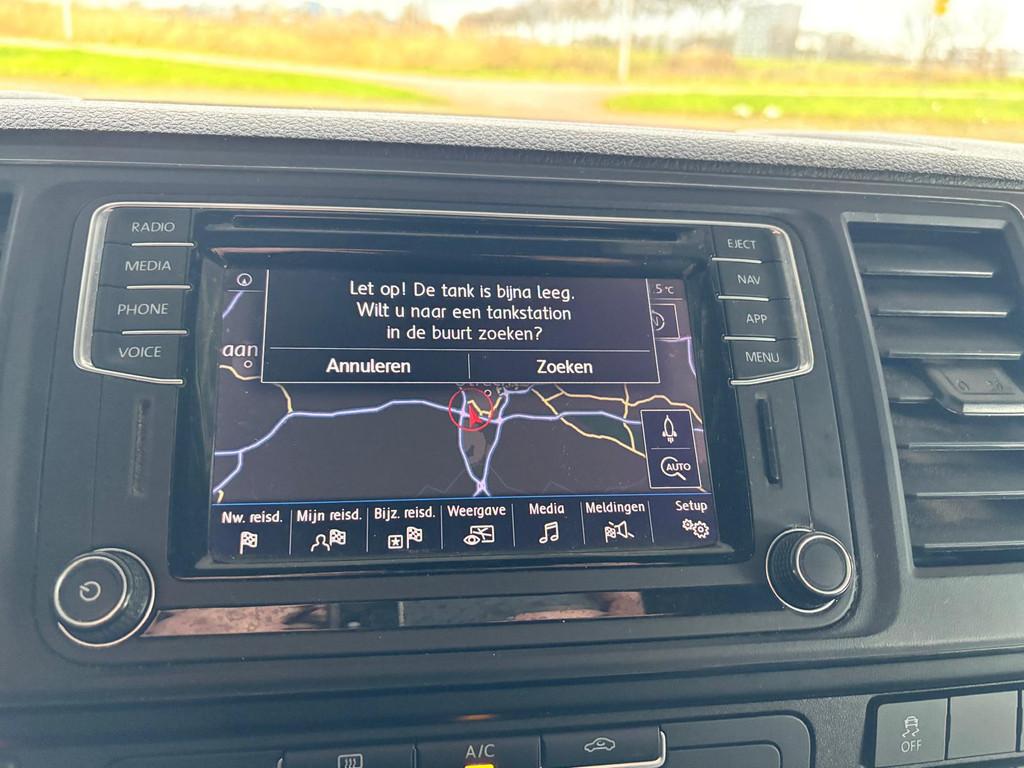 RADIO
MEDIA
PHONE
VOICE
EJECT
NAV
APP
MENU
Let op! De tank is bijna leeg.
Wilt u naar een tankstation
in de buurt zoeken?
Annuleren
Zoeken
.5 °C
aan
AUTO
Nw. reisd.
Mijn reisd.
Bijz. reisd.
Weergave
Media
Meldingen
Setup
A/C
OFF